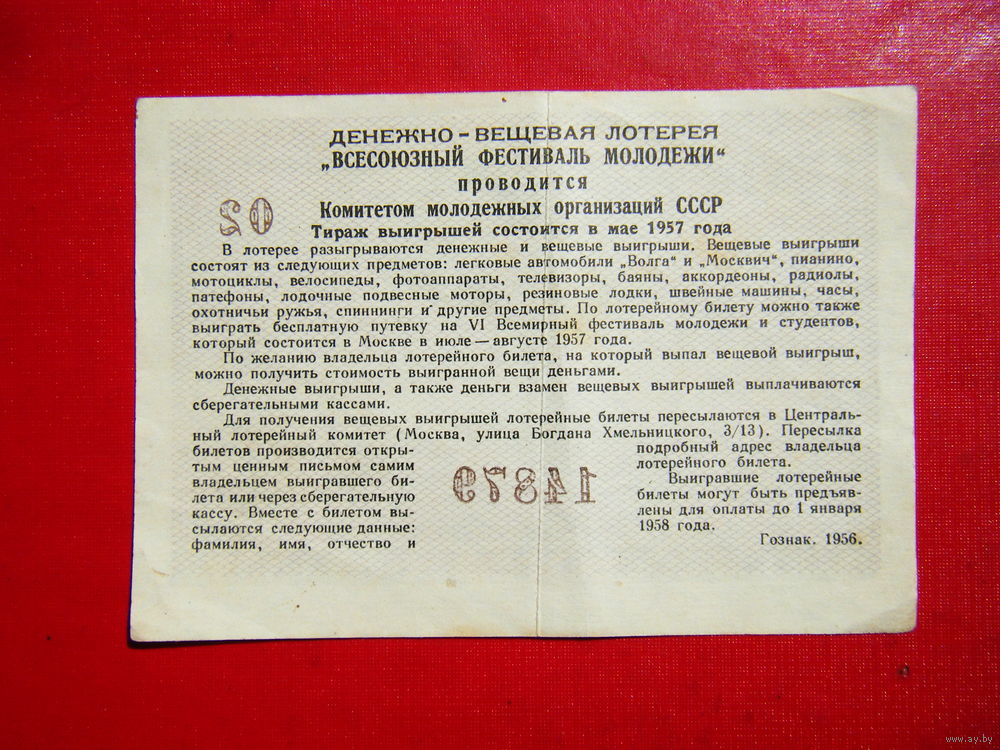 ДЕНЕЖНО-ВЕЩЕВАЯ ЛОТЕРЕЯ
„ВСЕСОЮЗНЫЙ ФЕСТИВАЛЬ МОЛОДЕЖИ“
проводится
Комитетом молодежных организаций СССР
02
Тираж выигрышей состоится в мае 1957 года
В лотерее разыгрываются денежные и вещевые выигрыши. Вещевые выигрыши
состоят из следующих предметов: легковые автомобили „Волга“ и „Москвич“, пианино,
мотоциклы, велосипеды, фотоаппараты, телевизоры, баяны, аккордеоны, радиолы,
патефоны, лодочные подвесные моторы, резиновые лодки, швейные машины, часы,
охотничьи ружья, спиннинги и другие предметы. По лотерейному билету можно также
выиграть бесплатную путевку на VI Всемирный фестиваль молодежи и студентов,
который состоится в Москве в июле — августе 1957 года.
По желанию владельца лотерейного билета, на который выпал вещевой выигрыш,
можно получить стоимость выигранной вещи деньгами.
Денежные выигрыши, а также деньги взамен вещевых выигрышей выплачиваются
сберегательными кассами.
Для получения вещевых выигрышей лотерейные билеты пересылаются в Централь-
ный лотерейный комитет (Москва, улица Богдана Хмельницкого, 3/13). Пересылка
билетов производится откры-
тым ценным письмом самим
владельцем выигравшего би-
лета или через сберегательную
кассу. Вместе с билетом вы-
сылаются следующие данные:
фамилия, имя, отчество и
14879
подробный адрес владельца
лотерейного билета.
Выигравшие лотерейные
билеты могут быть предъяв-
лены для оплаты до 1 января
1958 года.
Гознак. 1956.
www.ay.by